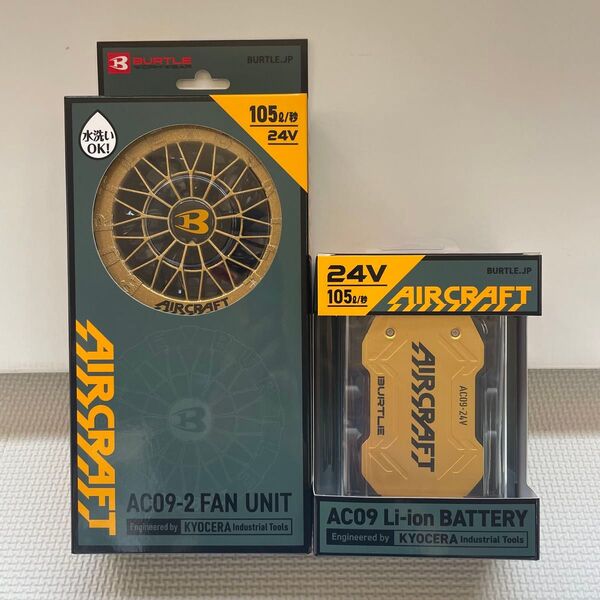 BURTLE
BURTLE.JP
水洗い
OK!
105ℓ/秒
24V
B
AIRCRAFT
AIRCRAFT
AC09-2 FAN UNIT
Engineered by KYOCERA Industrial Tools
24V
105ℓ/秒
BURTLE.JP
AIRCRAFT
AIRCRAFT
BURTLE
AC09-24V
AC09 Li-ion BATTERY
Engineered by KYOCERA Industrial Tools